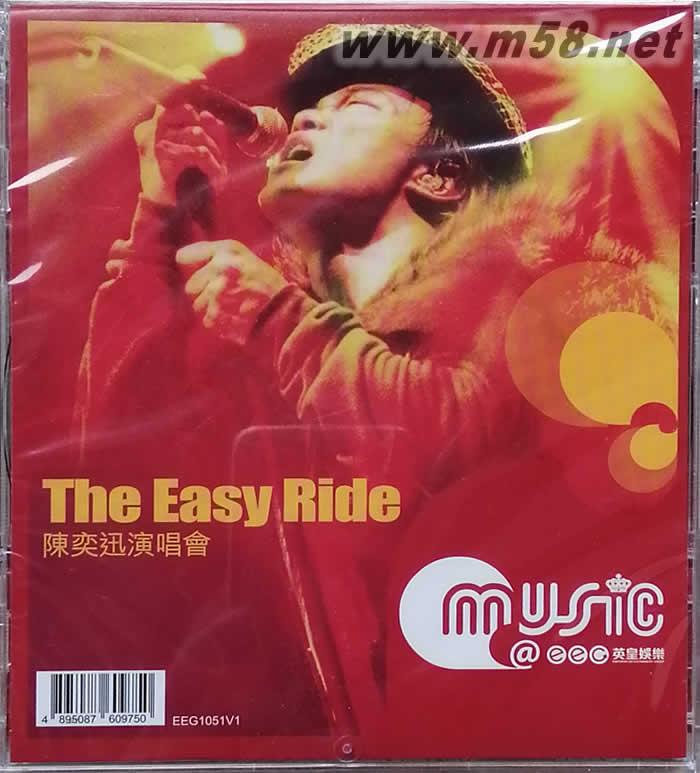 www.m58.net
The Easy Ride
陳奕迅演唱會
music
@ eeg 英皇娛樂
4 895087 609750
EEG1051V1